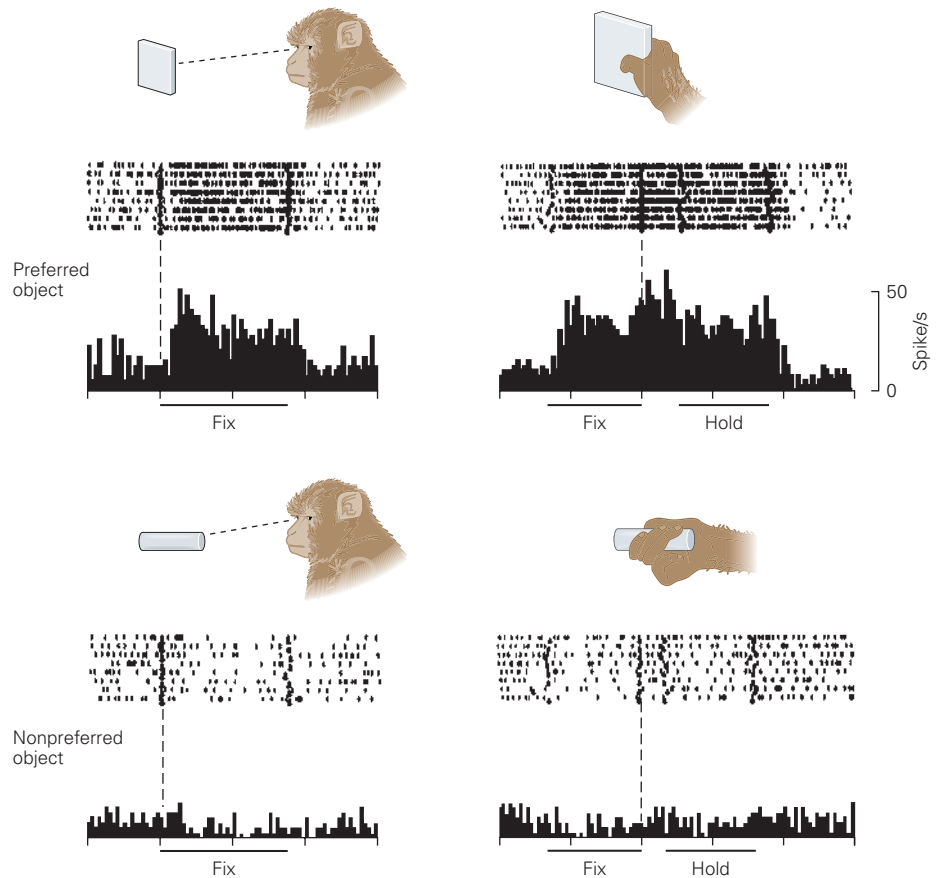 Preferred
object
50
Spike/s
0
Fix
Fix
Hold
Nonpreferred
object
Fix
Fix
Hold